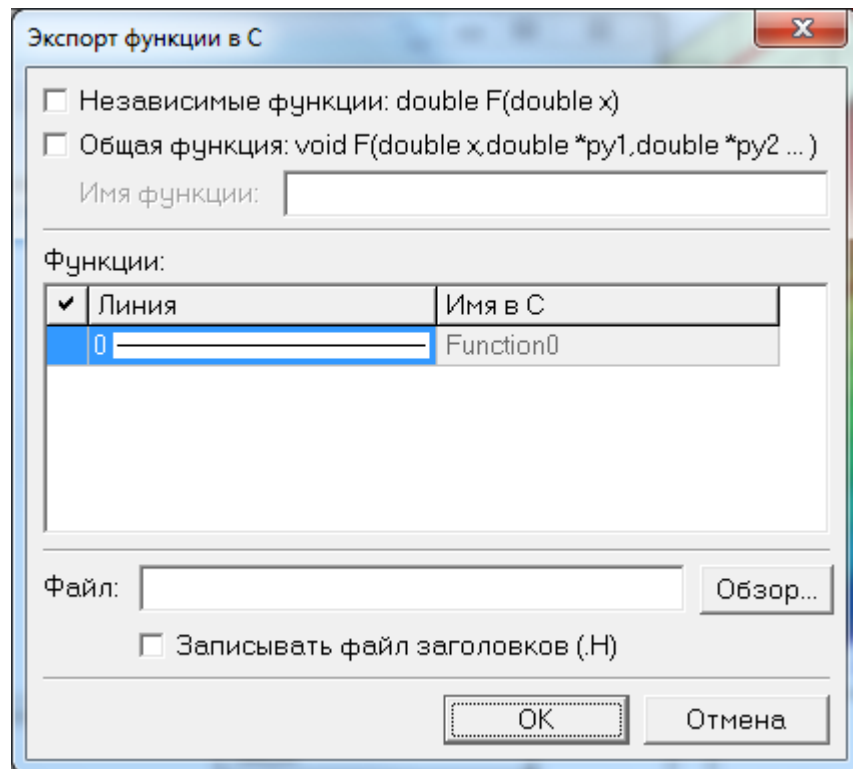 Экспорт функции в C
Независимые функции: double F(double x)
Общая функция: void F(double x,double *py1,double *py2 ... )
Имя функции:
Функции:
Линия Имя в C
0 Function0
Файл: Обзор...
Записывать файл заголовков (.H)
OK Отмена